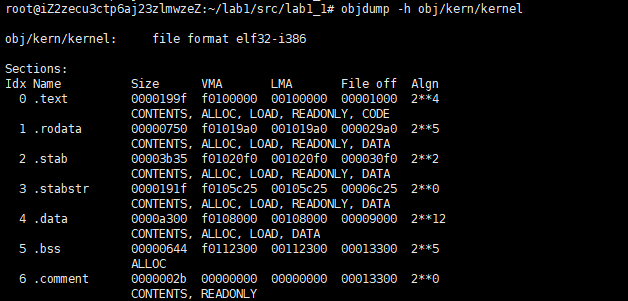 root@iZ2zecu3ctp6aj23zlmwzeZ:~/lab1/src/lab1_1# objdump -h obj/kern/kernel
obj/kern/kernel:     file format elf32-i386
Sections:
Idx Name          Size      VMA       LMA       File off  Algn
  0 .text         0000199f  f0100000  00100000  00001000  2**4
                  CONTENTS, ALLOC, LOAD, READONLY, CODE
  1 .rodata       00000750  f01019a0  001019a0  000029a0  2**5
                  CONTENTS, ALLOC, LOAD, READONLY, DATA
  2 .stab         00003b35  f01020f0  001020f0  000030f0  2**2
                  CONTENTS, ALLOC, LOAD, READONLY, DATA
  3 .stabstr      0000191f  f0105c25  00105c25  00006c25  2**0
                  CONTENTS, ALLOC, LOAD, READONLY, DATA
  4 .data         0000a300  f0108000  00108000  00009000  2**12
                  CONTENTS, ALLOC, LOAD, DATA
  5 .bss          00000644  f0112300  00112300  00013300  2**5
                  ALLOC
  6 .comment      0000002b  00000000  00000000  00013300  2**0
                  CONTENTS, READONLY